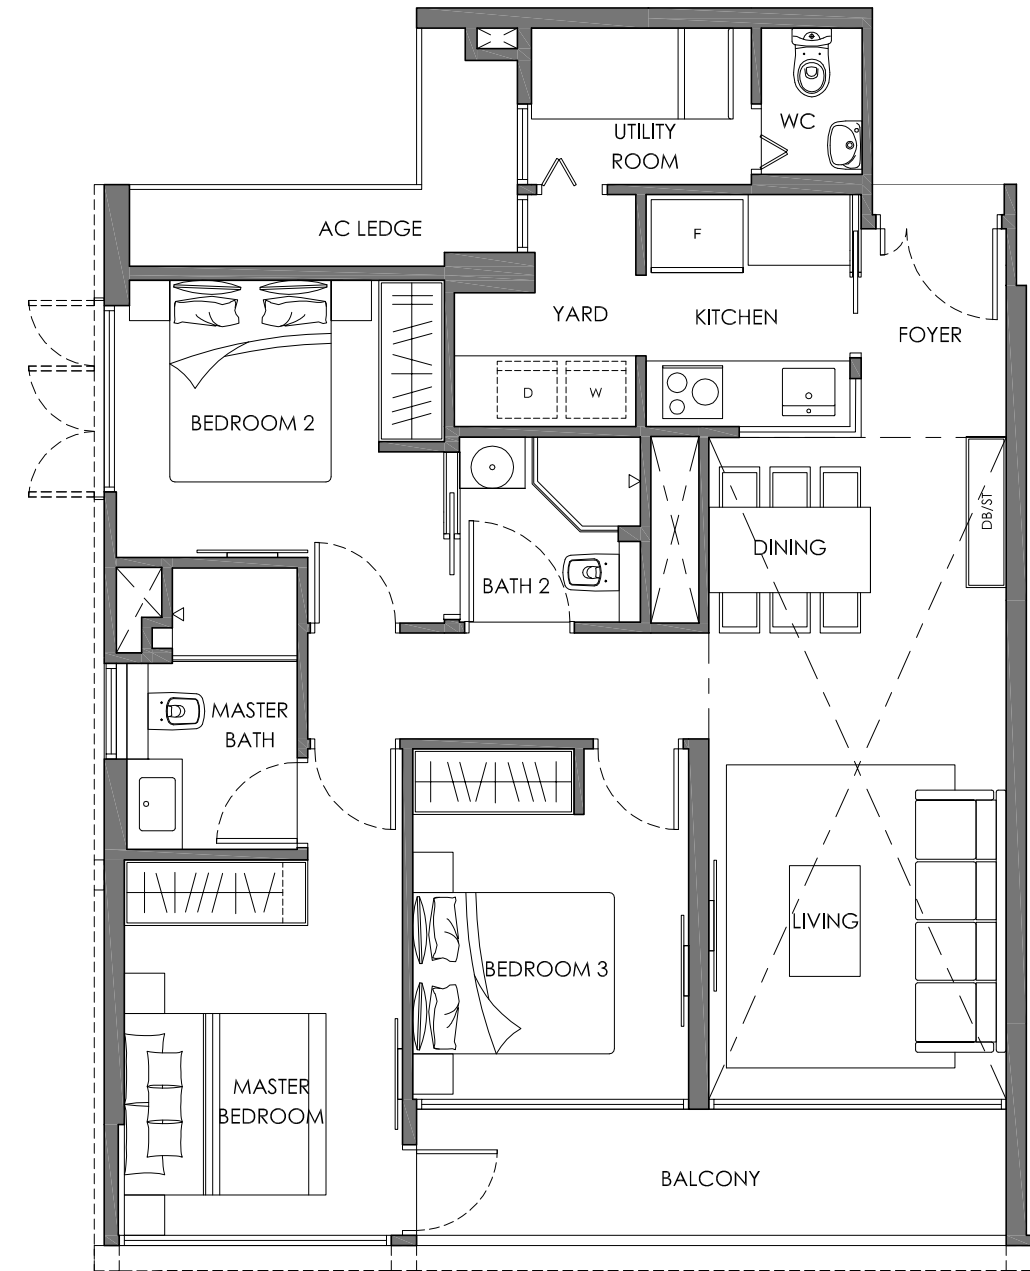 WC
UTILITY
ROOM
AC LEDGE
F
YARD
KITCHEN
FOYER
D
W
BEDROOM 2
DB/ST
DINING
BATH 2
MASTER
BATH
LIVING
BEDROOM 3
MASTER
BEDROOM
BALCONY